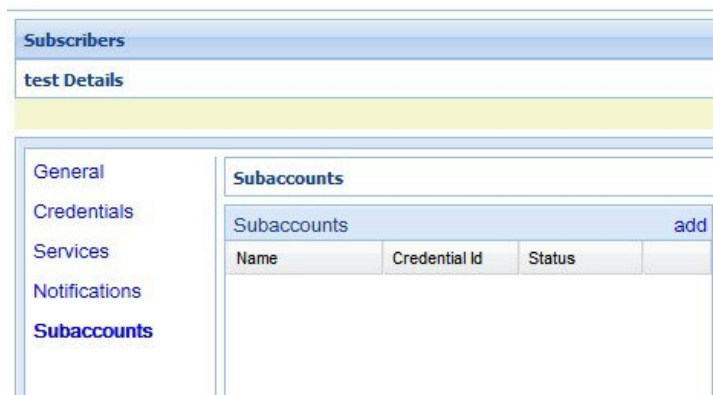 Subscribers
test Details
General
Credentials
Services
Notifications
Subaccounts
Subaccounts
Subaccounts add
Name Credential Id Status